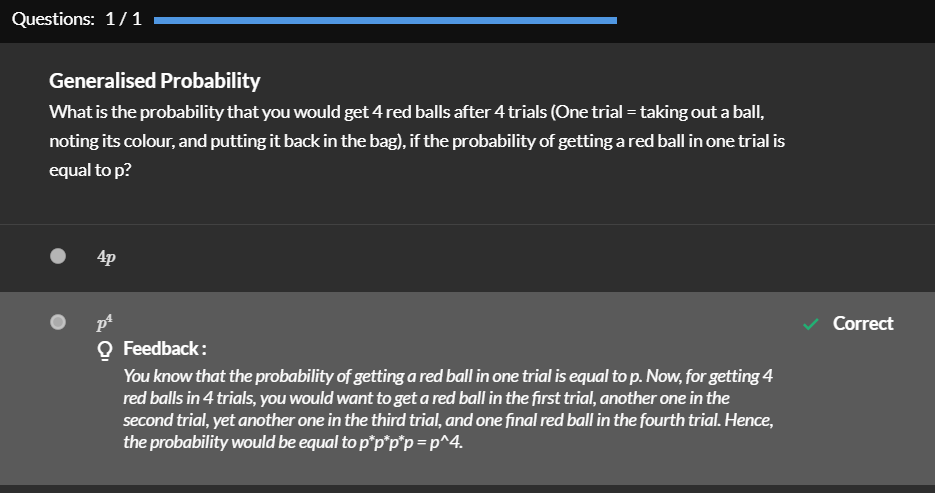 Questions: 1 / 1
Generalised Probability
What is the probability that you would get 4 red balls after 4 trials (One trial = taking out a ball,
noting its colour, and putting it back in the bag), if the probability of getting a red ball in one trial is
equal to p?
4p
p⁴
Correct
Feedback :
You know that the probability of getting a red ball in one trial is equal to p. Now, for getting 4
red balls in 4 trials, you would want to get a red ball in the first trial, another one in the
second trial, yet another one in the third trial, and one final red ball in the fourth trial. Hence,
the probability would be equal to p*p*p*p = p^4.